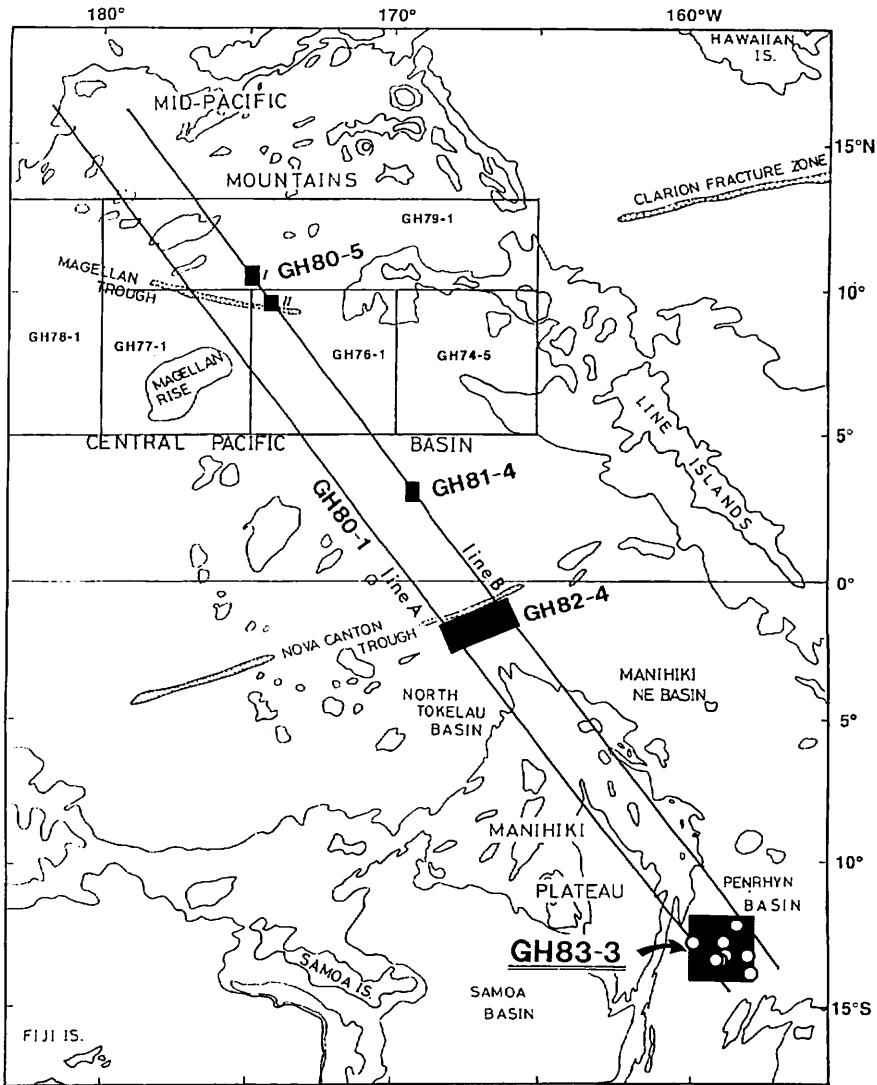 180°
170°
160°W
HAWAIIAN
IS.
MID-PACIFIC
15°N
CLARION FRACTURE ZONE
MOUNTAINS
GH79-1
I
GH80-5
MAGELLAN
TROUGH
II
10°
GH78-1
GH77-1
GH76-1
GH74-5
MAGELLAN
RISE
LINE
ISLANDS
CENTRAL PACIFIC BASIN
5°
GH80-1
GH81-4
line A
line B
0°
GH82-4
NOVA CANTON
TROUGH
MANIHIKI
NE BASIN
NORTH
TOKELAU
BASIN
5°
MANIHIKI
10°
PLATEAU
PENRHYN
BASIN
GH83-3
SAMOA IS.
SAMOA
BASIN
15°S
FIJI IS.